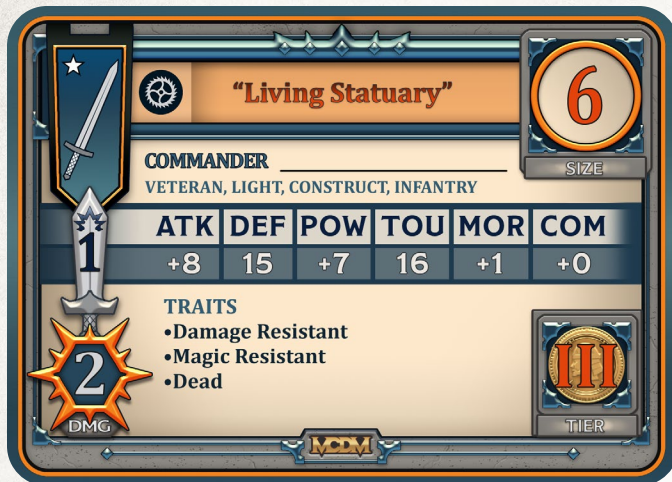 “Living Statuary”
6
SIZE
COMMANDER
VETERAN, LIGHT, CONSTRUCT, INFANTRY
ATK DEF POW TOU MOR COM
+8 15 +7 16 +1 +0
1
2
DMG
TRAITS
•Damage Resistant
•Magic Resistant
•Dead
III
TIER
MCDM